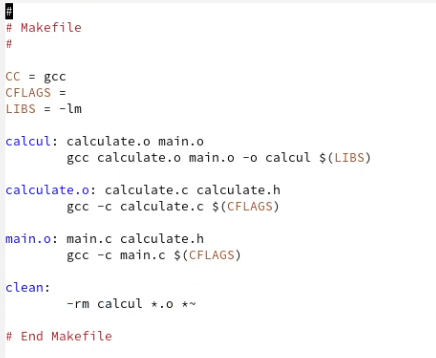 #
# Makefile
#
CC = gcc
CFLAGS =
LIBS = -lm
calcul: calculate.o main.o
gcc calculate.o main.o -o calcul $(LIBS)
calculate.o: calculate.c calculate.h
gcc -c calculate.c $(CFLAGS)
main.o: main.c calculate.h
gcc -c main.c $(CFLAGS)
clean:
-rm calcul *.o *~
# End Makefile